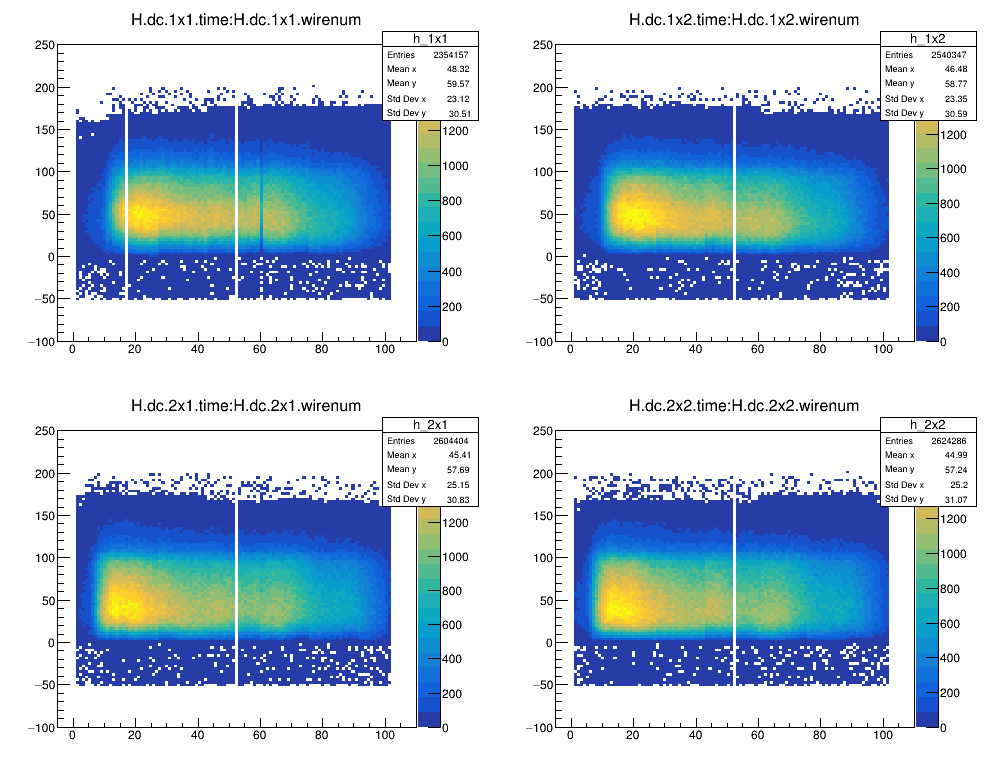 H.dc.1x1.time:H.dc.1x1.wirenum
h_1x1
Entries 2354157
Mean x 48.32
Mean y 59.57
Std Dev x 23.12
Std Dev y 30.51
250
200
150
100
50
0
−50
−100
0 20 40 60 80 100
1200
1000
800
600
400
200
0
H.dc.1x2.time:H.dc.1x2.wirenum
h_1x2
Entries 2540347
Mean x 46.48
Mean y 58.77
Std Dev x 23.35
Std Dev y 30.59
250
200
150
100
50
0
−50
−100
0 20 40 60 80 100
1200
1000
800
600
400
200
0
H.dc.2x1.time:H.dc.2x1.wirenum
h_2x1
Entries 2604404
Mean x 45.41
Mean y 57.69
Std Dev x 25.15
Std Dev y 30.83
250
200
150
100
50
0
−50
−100
0 20 40 60 80 100
1200
1000
800
600
400
200
0
H.dc.2x2.time:H.dc.2x2.wirenum
h_2x2
Entries 2624286
Mean x 44.99
Mean y 57.24
Std Dev x 25.2
Std Dev y 31.07
250
200
150
100
50
0
−50
−100
0 20 40 60 80 100
1200
1000
800
600
400
200
0